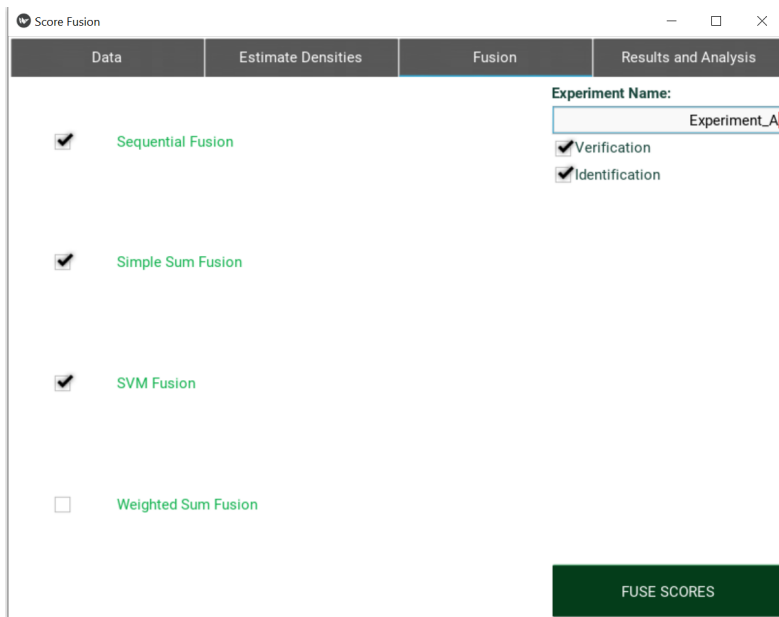 Score Fusion
Data Estimate Densities Fusion Results and Analysis
Experiment Name:
Experiment_A
Verification
Identification
Sequential Fusion
Simple Sum Fusion
SVM Fusion
Weighted Sum Fusion
FUSE SCORES